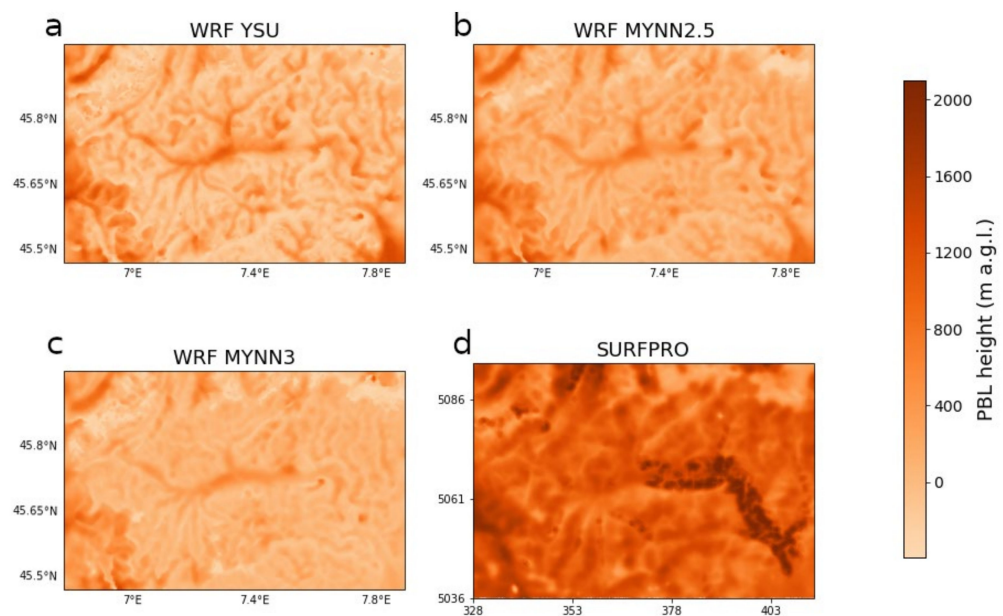 a
WRF YSU
45.8°N
45.65°N
45.5°N
7°E
7.4°E
7.8°E
b
WRF MYNN2.5
45.8°N
45.65°N
45.5°N
7°E
7.4°E
7.8°E
c
WRF MYNN3
45.8°N
45.65°N
45.5°N
7°E
7.4°E
7.8°E
d
SURFPRO
5086
5061
5036
328
353
378
403
2000
1600
1200
800
400
0
PBL height (m a.g.l.)